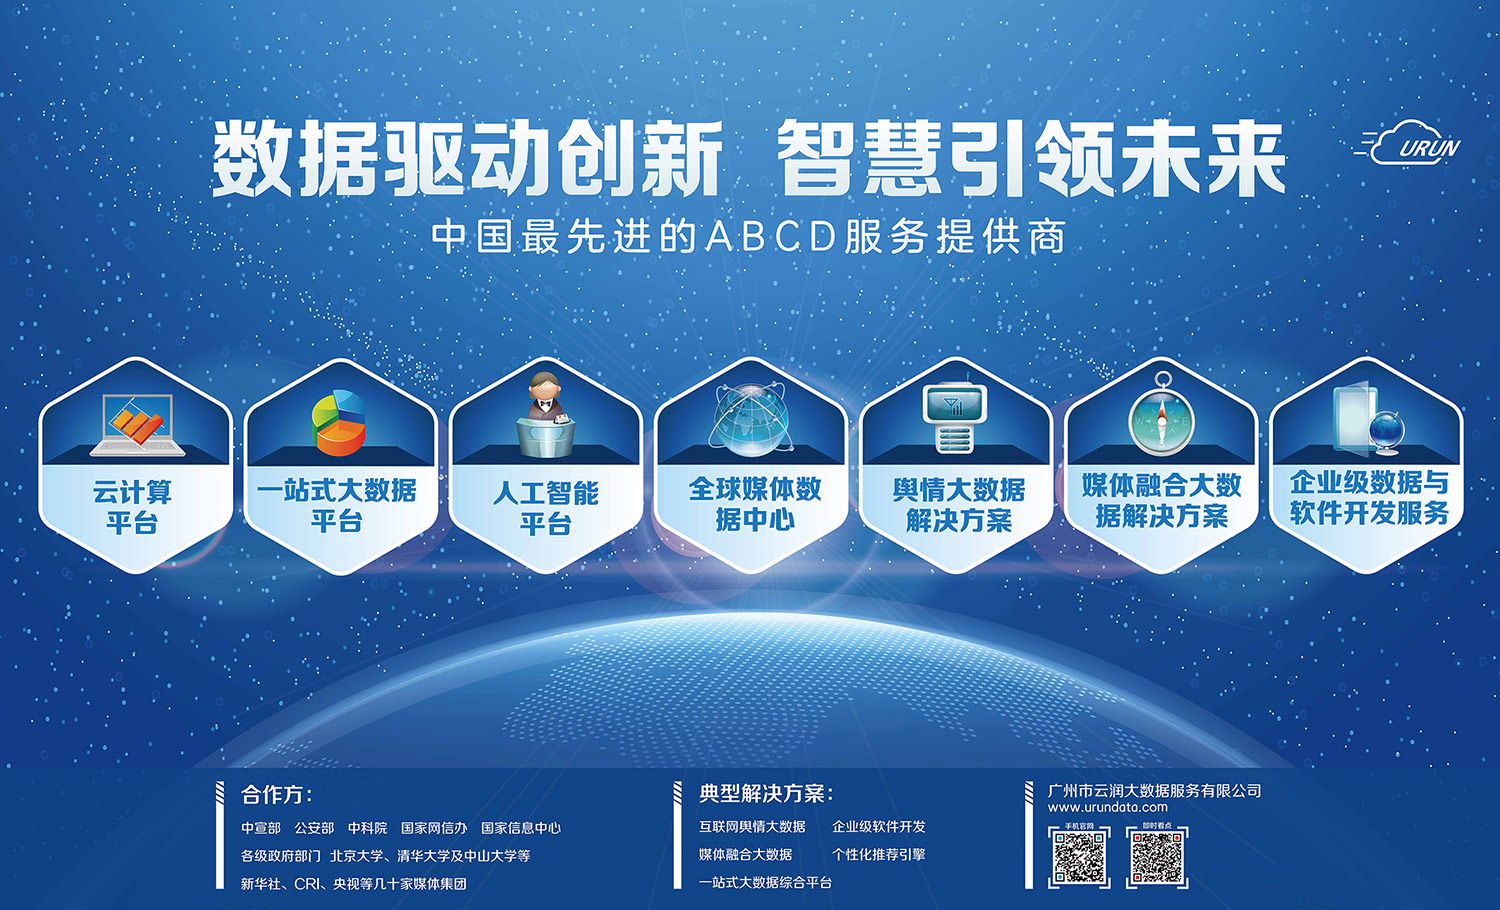 数据驱动创新 智慧引领未来
URUN
中国最先进的ABCD服务提供商
云计算
平台
一站式大数据
平台
人工智能
平台
全球媒体数
据中心
舆情大数据
解决方案
媒体融合大数
据解决方案
企业级数据与
软件开发服务
合作方：
中宣部 公安部 中科院 国家网信办 国家信息中心
各级政府部门 北京大学、清华大学及中山大学等
新华社、CRI、央视等几十家媒体集团
典型解决方案：
互联网舆情大数据 企业级软件开发
媒体融合大数据 个性化推荐引擎
一站式大数据综合平台
广州市云润大数据服务有限公司
www.urundata.com
手机官网 即时看点